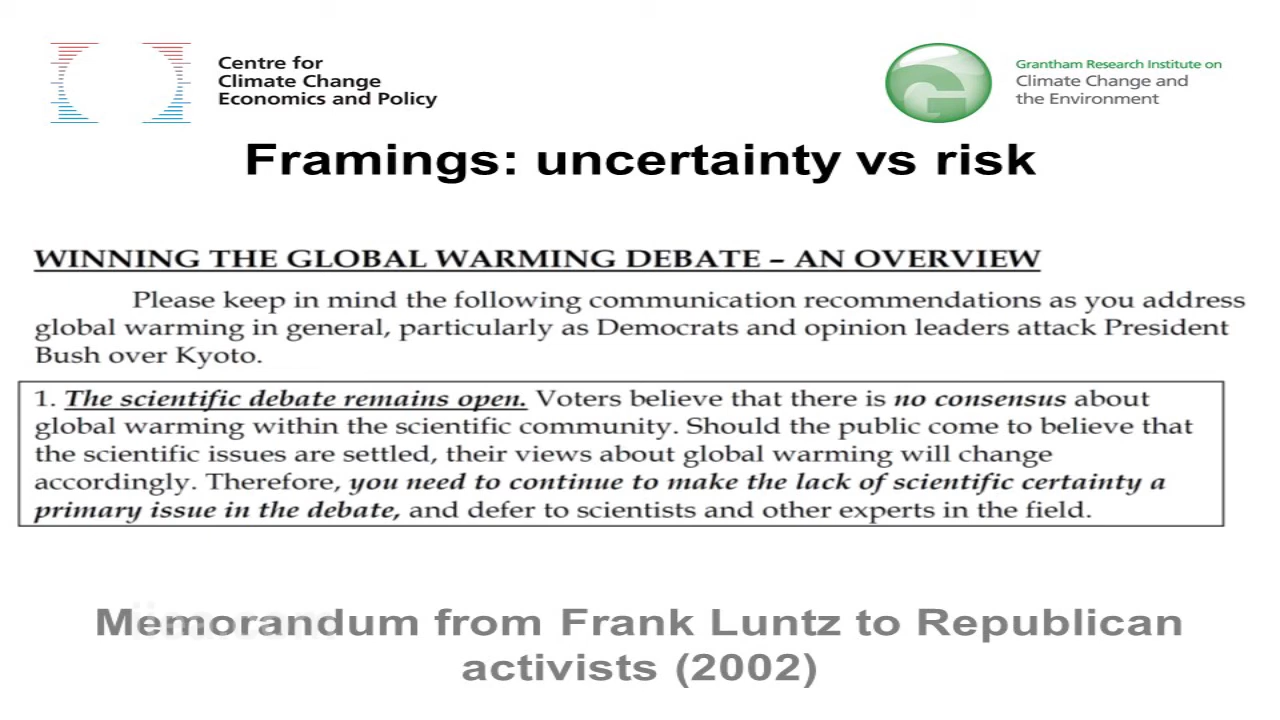 Centre for
Climate Change
Economics and Policy
Grantham Research Institute on
Climate Change and
the Environment
Framings: uncertainty vs risk
WINNING THE GLOBAL WARMING DEBATE – AN OVERVIEW
Please keep in mind the following communication recommendations as you address
global warming in general, particularly as Democrats and opinion leaders attack President
Bush over Kyoto.
1. The scientific debate remains open. Voters believe that there is no consensus about
global warming within the scientific community. Should the public come to believe that
the scientific issues are settled, their views about global warming will change
accordingly. Therefore, you need to continue to make the lack of scientific certainty a
primary issue in the debate, and defer to scientists and other experts in the field.
Memorandum from Frank Luntz to Republican
activists (2002)